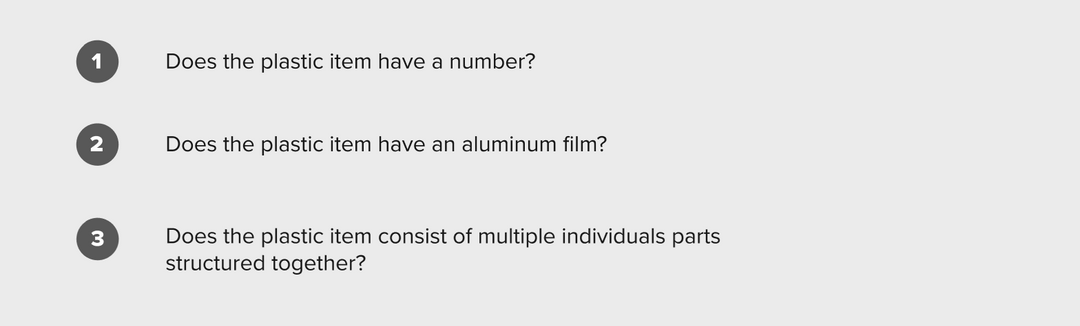 1 Does the plastic item have a number?
2 Does the plastic item have an aluminum film?
3 Does the plastic item consist of multiple individuals parts
structured together?